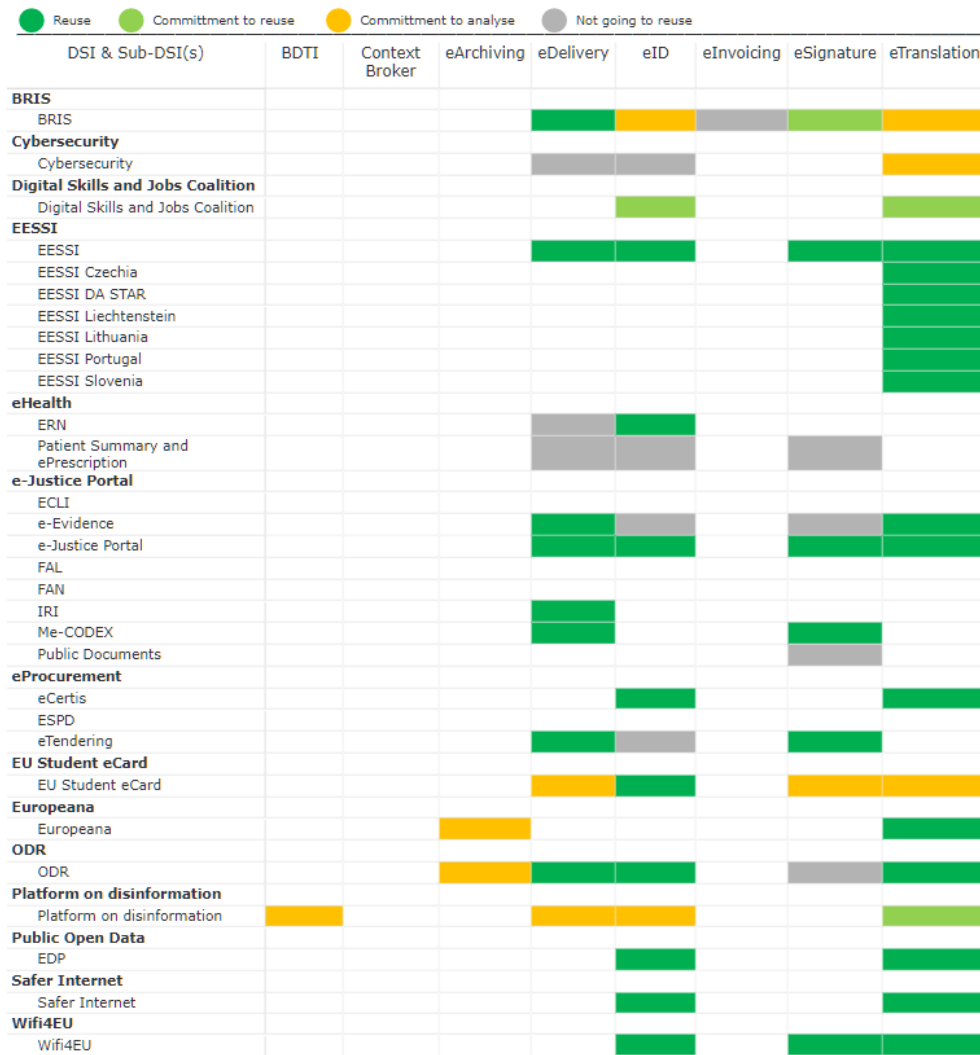 Reuse Committment to reuse Committment to analyse Not going to reuse
DSI & Sub-DSI(s) BDTI Context Broker eArchiving eDelivery eID eInvoicing eSignature eTranslation
BRIS
BRIS
Cybersecurity
Cybersecurity
Digital Skills and Jobs Coalition
Digital Skills and Jobs Coalition
EESSI
EESSI
EESSI Czechia
EESSI DA STAR
EESSI Liechtenstein
EESSI Lithuania
EESSI Portugal
EESSI Slovenia
eHealth
ERN
Patient Summary and
ePrescription
e-Justice Portal
ECLI
e-Evidence
e-Justice Portal
FAL
FAN
IRI
Me-CODEX
Public Documents
eProcurement
eCertis
ESPD
eTendering
EU Student eCard
EU Student eCard
Europeana
Europeana
ODR
ODR
Platform on disinformation
Platform on disinformation
Public Open Data
EDP
Safer Internet
Safer Internet
Wifi4EU
Wifi4EU